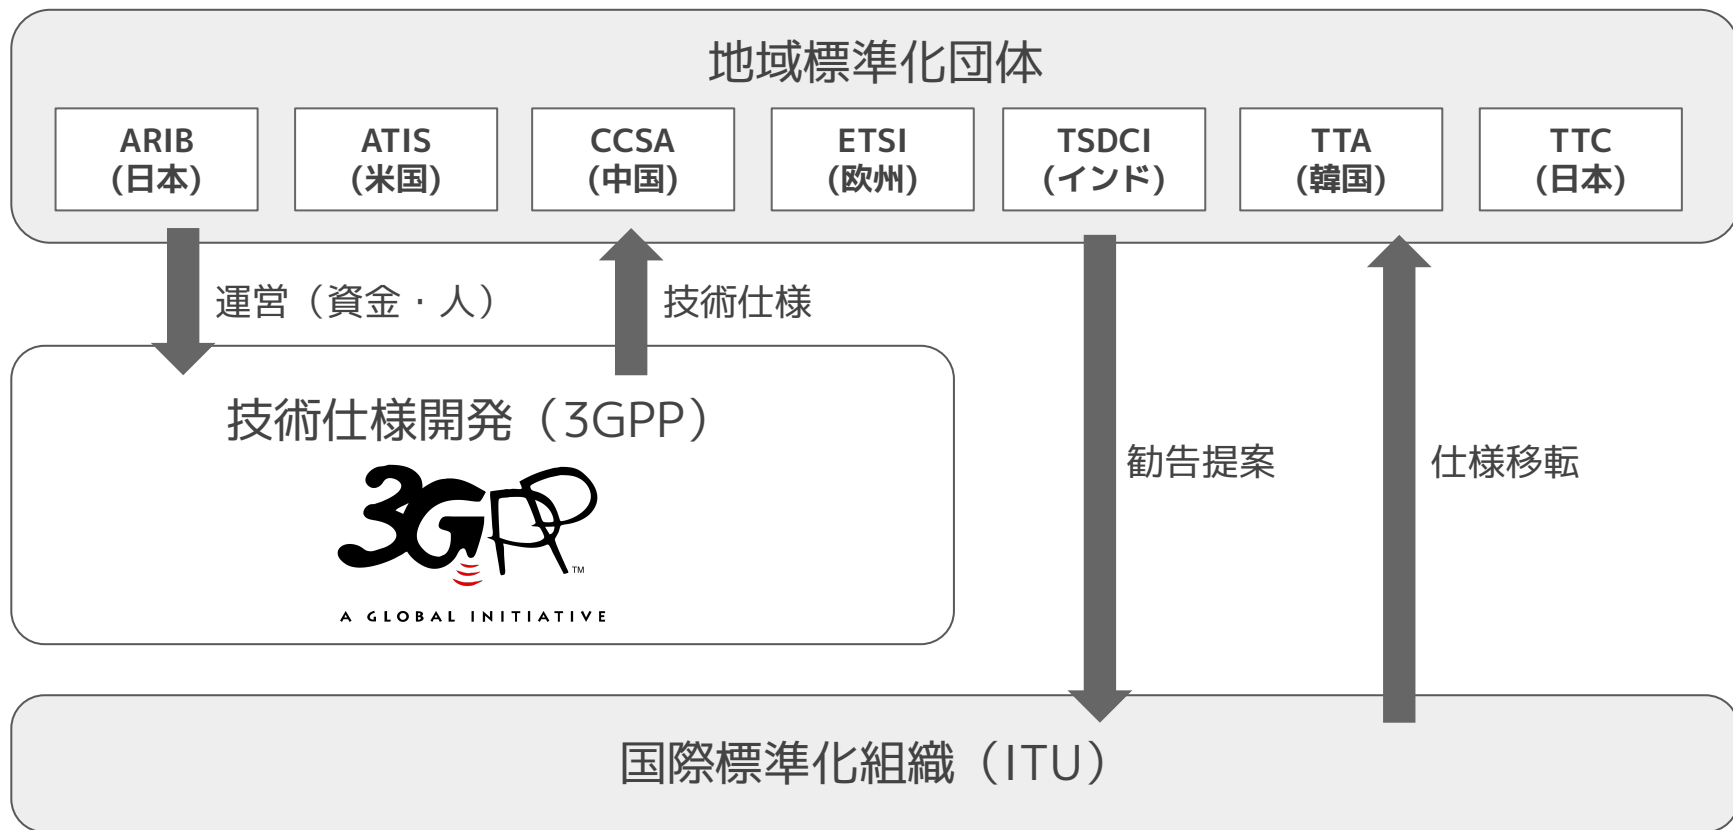 地域標準化団体
ARIB
(日本)
ATIS
(米国)
CCSA
(中国)
ETSI
(欧州)
TSDCI
(インド)
TTA
(韓国)
TTC
(日本)
運営（資金・人）
技術仕様
技術仕様開発（3GPP）
3GPP
TM
A GLOBAL INITIATIVE
勧告提案
仕様移転
国際標準化組織（ITU）